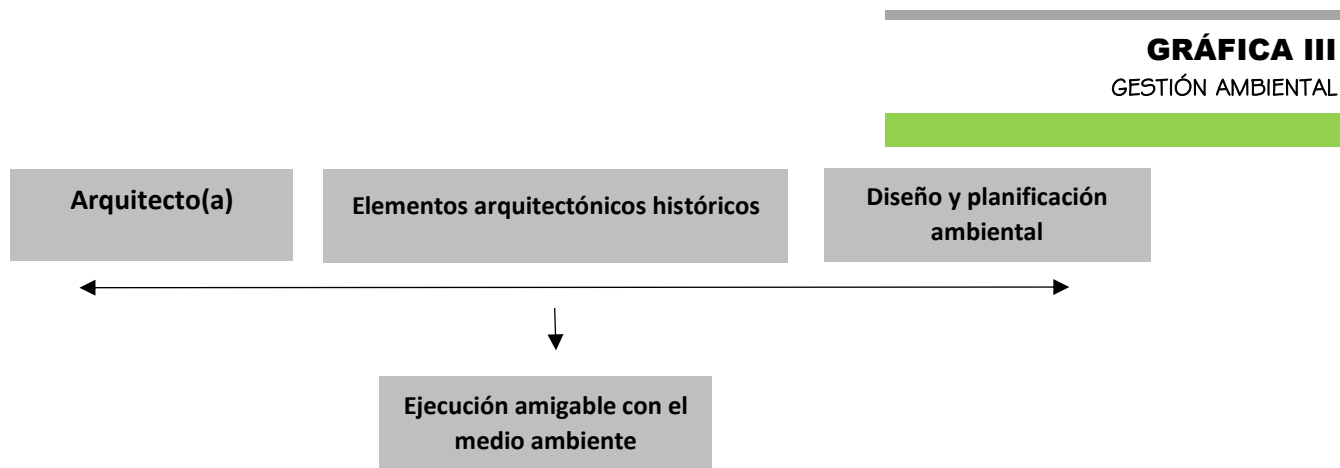 GRÁFICA III
GESTIÓN AMBIENTAL
Arquitecto(a)
Elementos arquitectónicos históricos
Diseño y planificación
ambiental
Ejecución amigable con el
medio ambiente